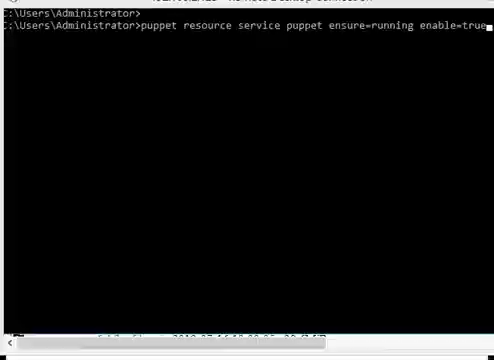 C:\Users\Administrator>
C:\Users\Administrator>puppet resource service puppet ensure=running enable=true